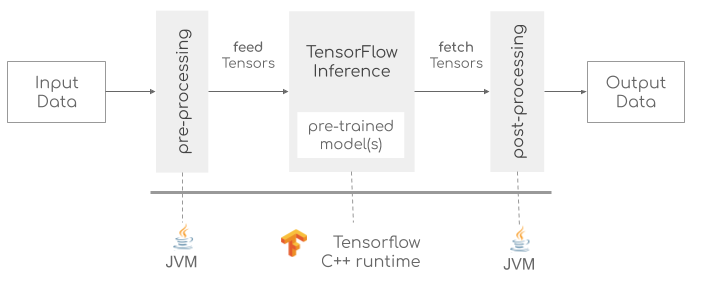 Input
Data
pre-processing
feed
Tensors
TensorFlow
Inference
pre-trained
model(s)
fetch
Tensors
post-processing
Output
Data
JVM
Tensorflow
C++ runtime
JVM